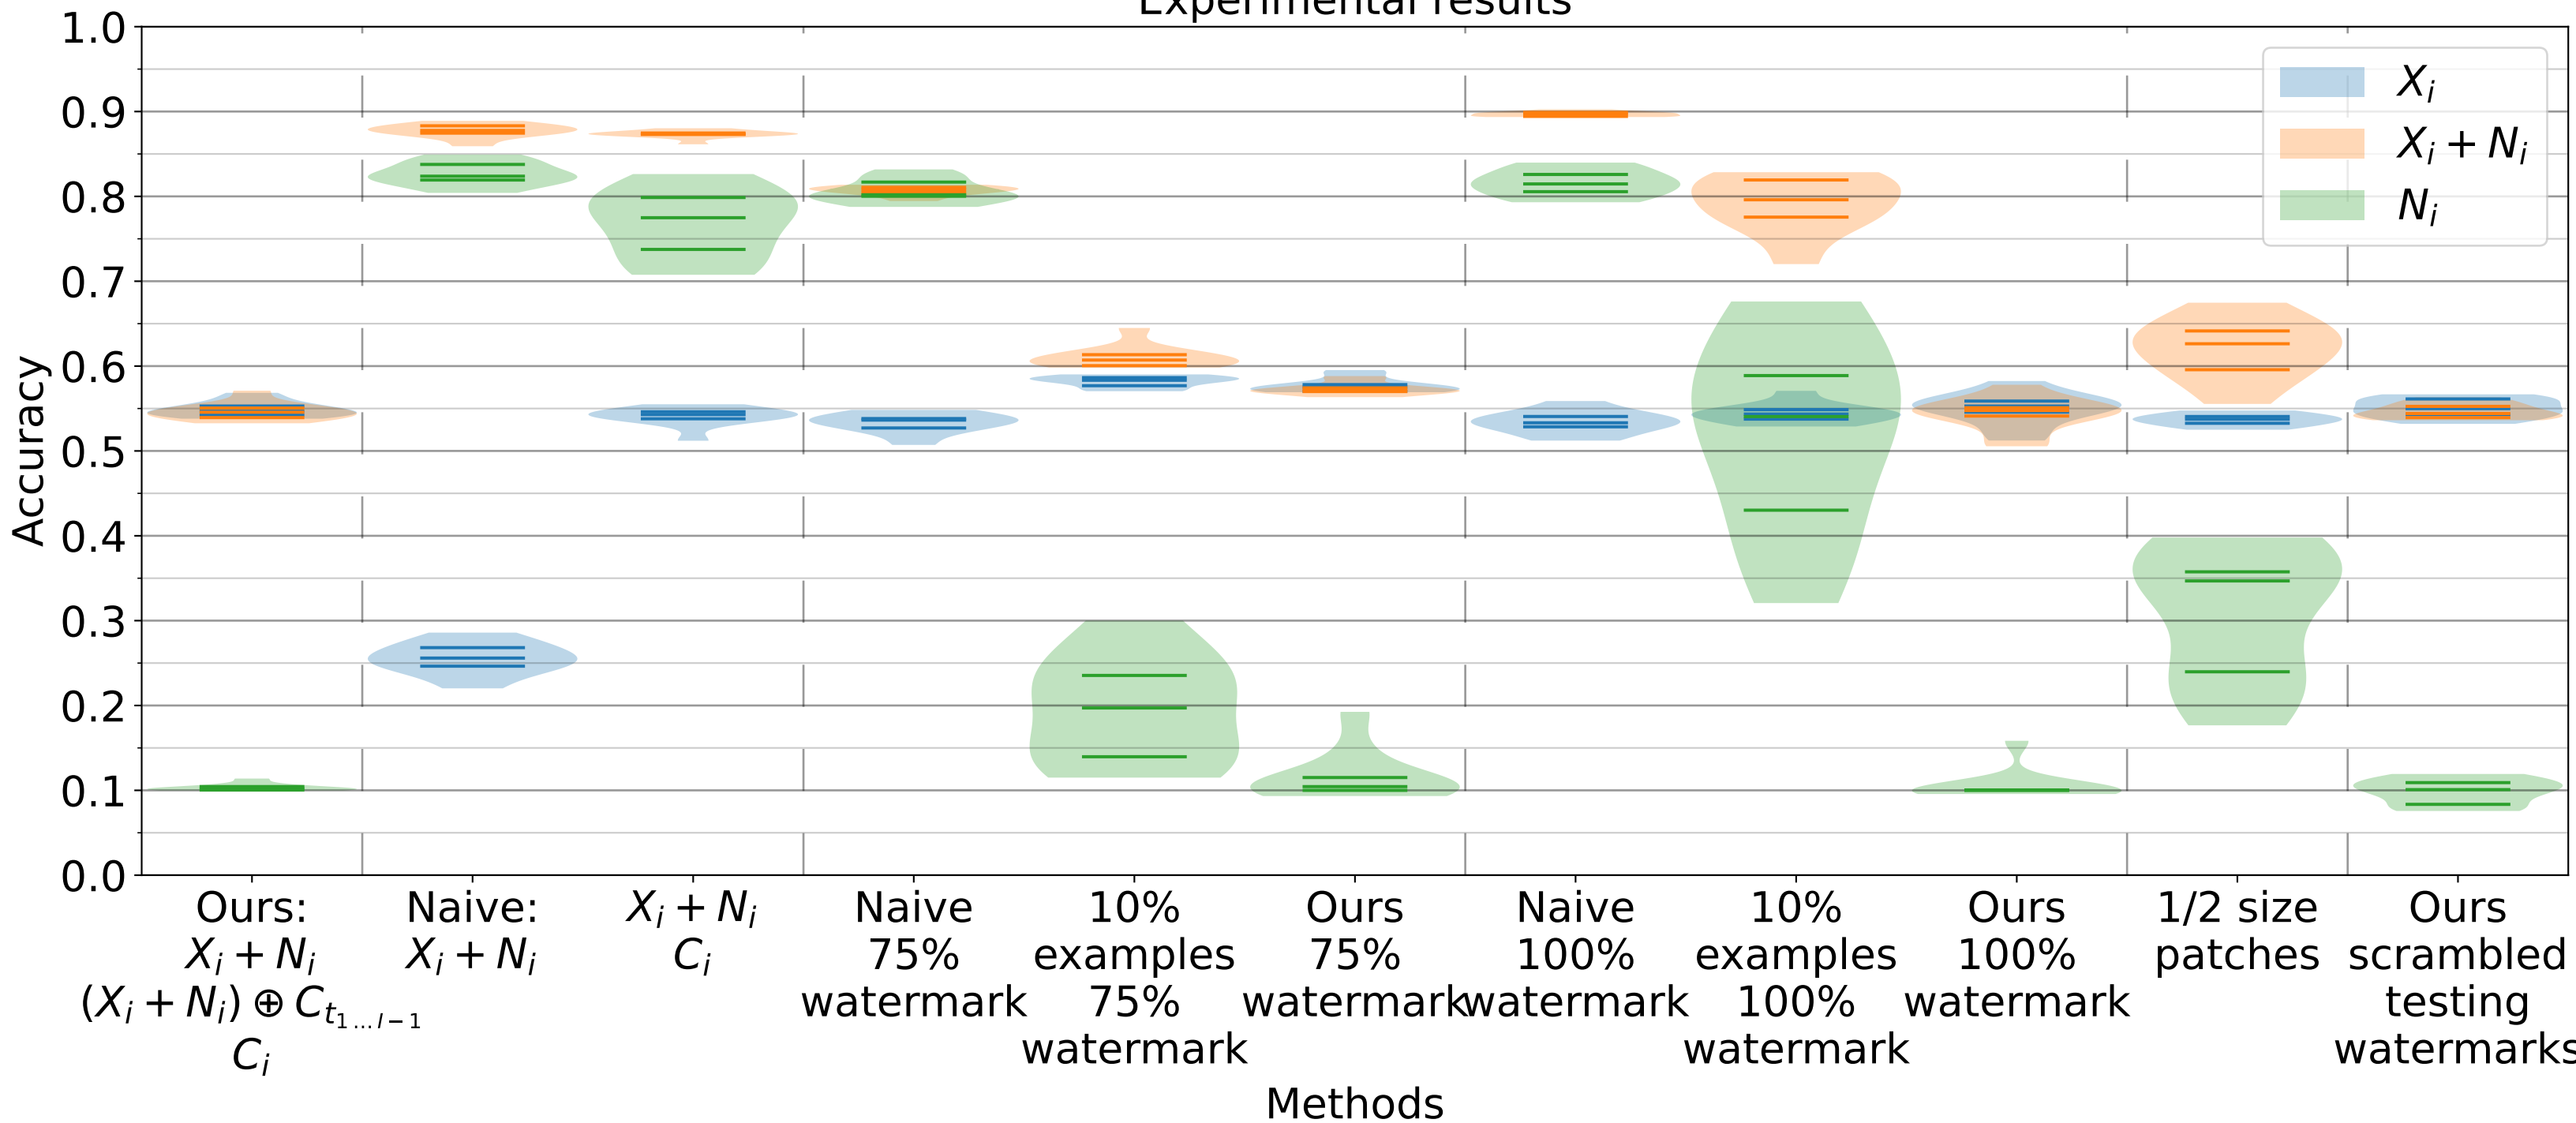 Experimental results
1.0
0.9
0.8
0.7
0.6
0.5
0.4
0.3
0.2
0.1
0.0
Accuracy
X_i
X_i + N_i
N_i
Ours:
X_i + N_i
(X_i + N_i) ⊕ C_{t_{1...l-1}}
C_i
Naive:
X_i + N_i
X_i + N_i
C_i
Naive
75%
watermark
10%
examples
75%
watermark
Ours
75%
watermark
Naive
100%
watermark
10%
examples
100%
watermark
Ours
100%
watermark
1/2 size
patches
Ours
scrambled
testing
watermarks
Methods